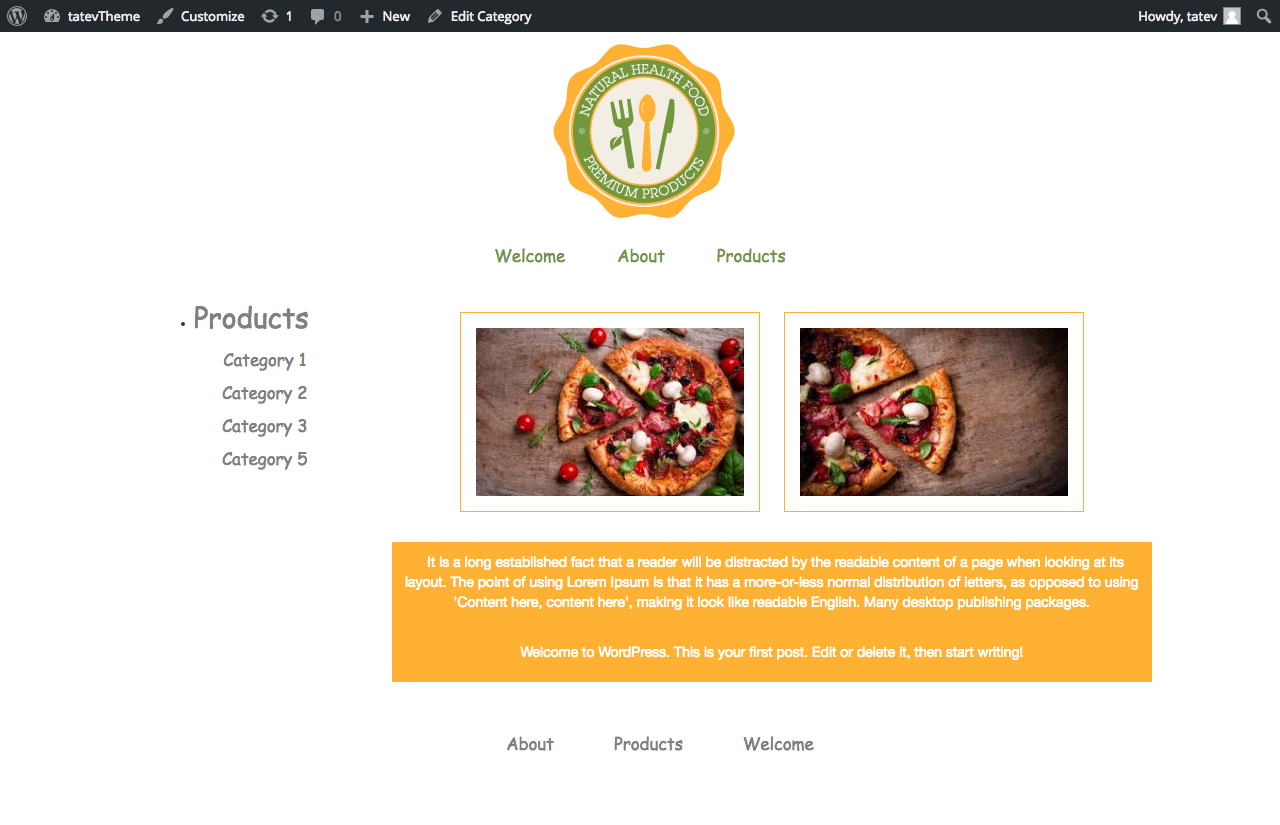 tatevTheme Customize 1 0 New Edit Category Howdy, tatev
NATURAL HEALTH FOOD
PREMIUM PRODUCTS
Welcome About Products
Products
Category 1
Category 2
Category 3
Category 5
It is a long established fact that a reader will be distracted by the readable content of a page when looking at its
layout. The point of using Lorem Ipsum is that it has a more-or-less normal distribution of letters, as opposed to using
'Content here, content here', making it look like readable English. Many desktop publishing packages.
Welcome to WordPress. This is your first post. Edit or delete it, then start writing!
About Products Welcome